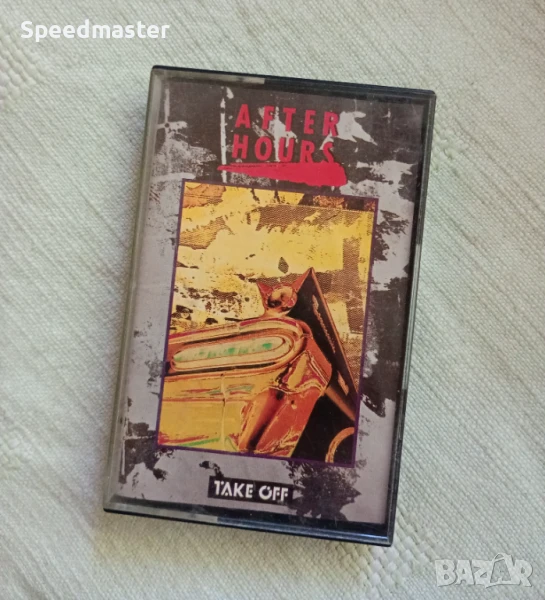 Speedmaster
AFTER
HOURS
TAKE OFF
BAZAR